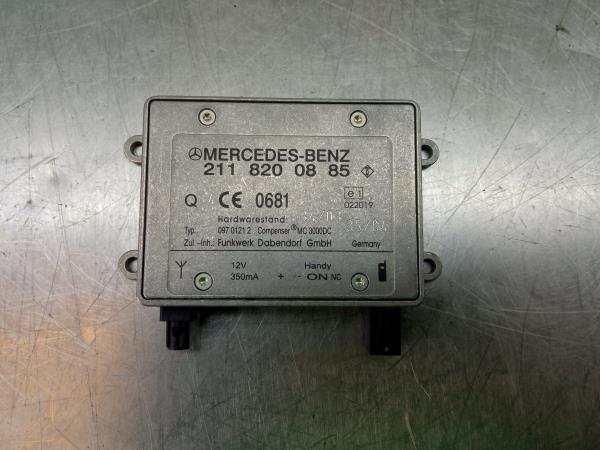 MERCEDES-BENZ
211 820 08 85
Q CE 0681
e1
022019
Hardwarestand:
Typ. 097 0121 2 Compenser® MC 3000DC
Zul.-Inh.: Funkwerk Dabendorf GmbH Germany
12V Handy
350mA + - ON NC